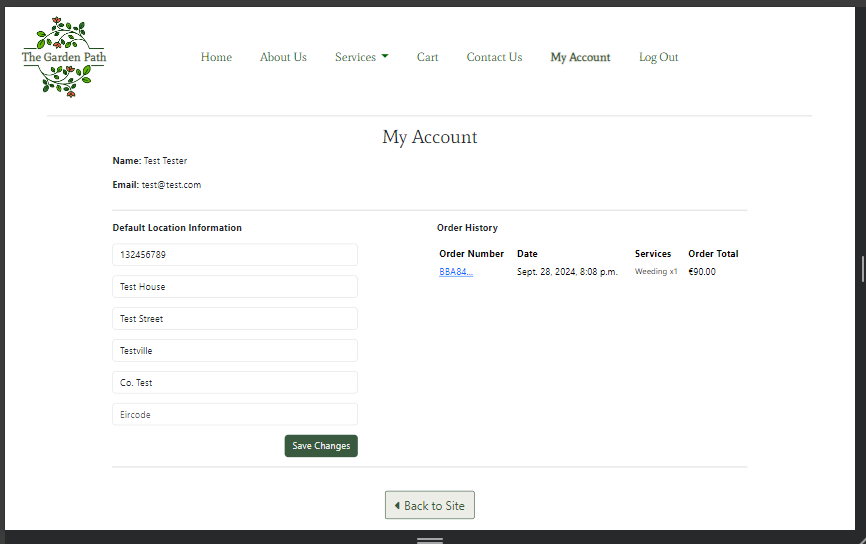 The Garden Path
Home About Us Services Cart Contact Us My Account Log Out
My Account
Name: Test Tester
Email: test@test.com
Default Location Information
132456789
Test House
Test Street
Testville
Co. Test
Eircode
Save Changes
Order History
Order Number Date Services Order Total
8BA84... Sept. 28, 2024, 8:08 p.m. Weeding x1 €90.00
Back to Site